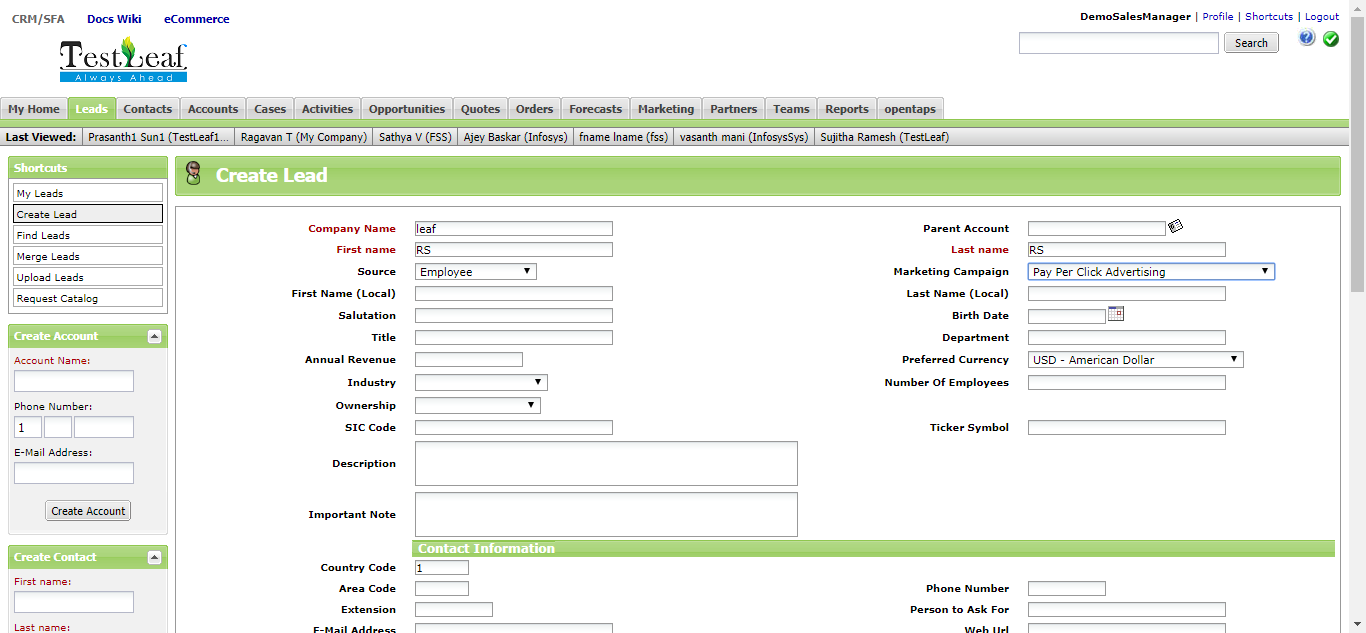 CRM/SFA Docs Wiki eCommerce
DemoSalesManager | Profile | Shortcuts | Logout
TestLeaf
Always Ahead
Search
My Home Leads Contacts Accounts Cases Activities Opportunities Quotes Orders Forecasts Marketing Partners Teams Reports opentaps
Last Viewed: Prasanth1 Sun1 (TestLeaf1... Ragavan T (My Company) Sathya V (FSS) Ajey Baskar (Infosys) fname lname (fss) vasanth mani (InfosysSys) Sujitha Ramesh (TestLeaf)
Shortcuts
My Leads
Create Lead
Find Leads
Merge Leads
Upload Leads
Request Catalog
Create Account
Account Name:
Phone Number:
1
E-Mail Address:
Create Account
Create Contact
First name:
Last name:
Create Lead
Company Name leaf Parent Account
First name RS Last name RS
Source Employee Marketing Campaign Pay Per Click Advertising
First Name (Local) Last Name (Local)
Salutation Birth Date
Title Department
Annual Revenue Preferred Currency USD - American Dollar
Industry Number Of Employees
Ownership
SIC Code Ticker Symbol
Description
Important Note
Contact Information
Country Code 1
Area Code Phone Number
Extension Person to Ask For
E-Mail Address Web Url